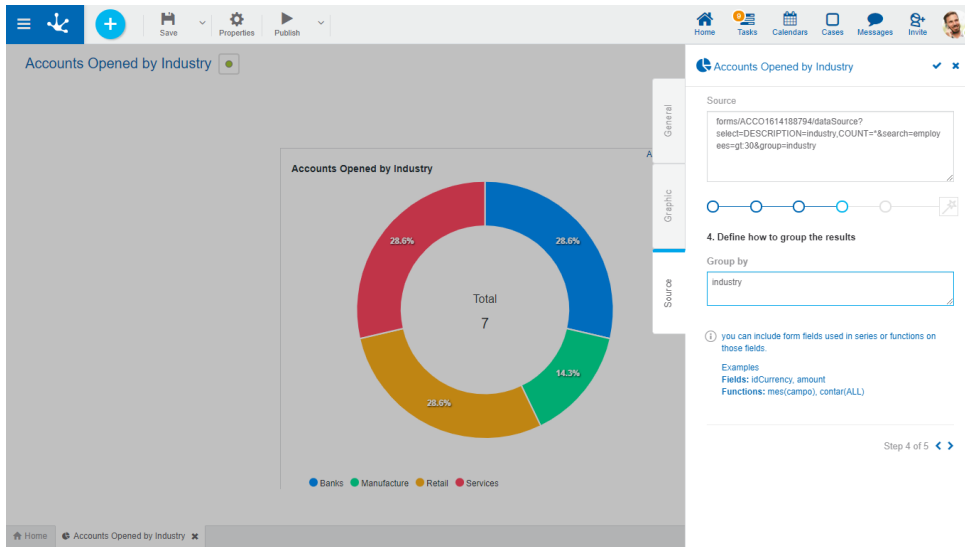 Save
Properties
Publish
Home
9
Tasks
Calendars
Cases
Messages
Invite
Accounts Opened by Industry
Accounts Opened by Industry
A
Accounts Opened by Industry
28.6%
28.6%
Total
7
14.3%
28.6%
Banks
Manufacture
Retail
Services
General
Graphic
Source
Source
forms/ACCO1614188794/dataSource?
select=DESCRIPTION=industry,COUNT=*&search=employ
ees=gt:30&group=industry
4. Define how to group the results
Group by
industry
you can include form fields used in series or functions on
those fields.
Examples
Fields: idCurrency, amount
Functions: mes(campo), contar(ALL)
Step 4 of 5
Home
Accounts Opened by Industry